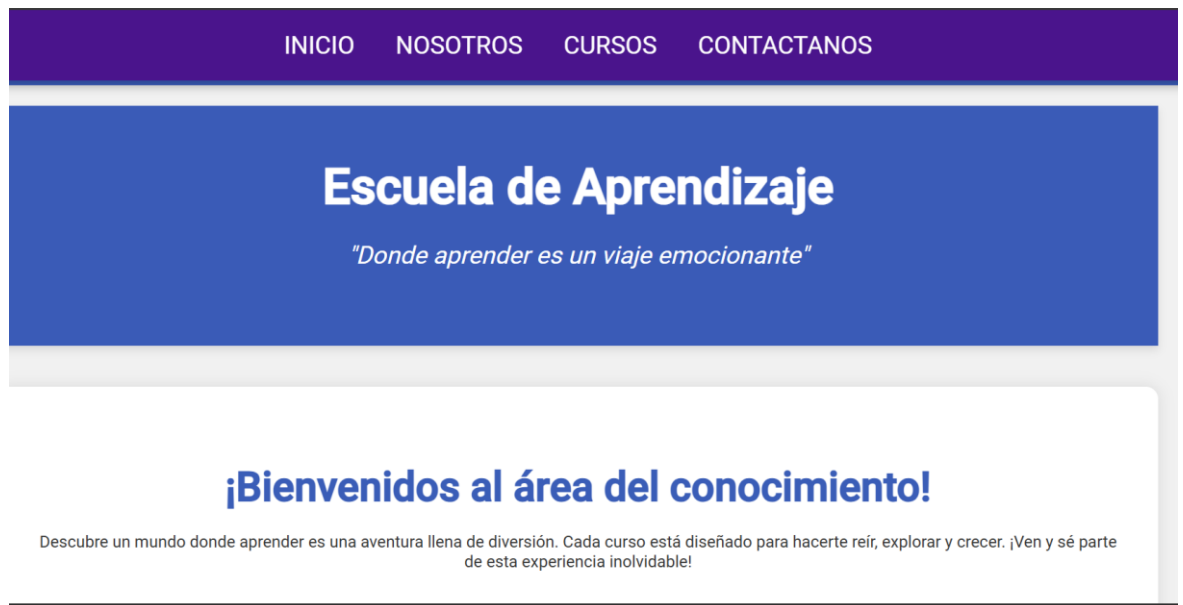 INICIO NOSOTROS CURSOS CONTACTANOS
Escuela de Aprendizaje
"Donde aprender es un viaje emocionante"
¡Bienvenidos al área del conocimiento!
Descubre un mundo donde aprender es una aventura llena de diversión. Cada curso está diseñado para hacerte reír, explorar y crecer. ¡Ven y sé parte
de esta experiencia inolvidable!